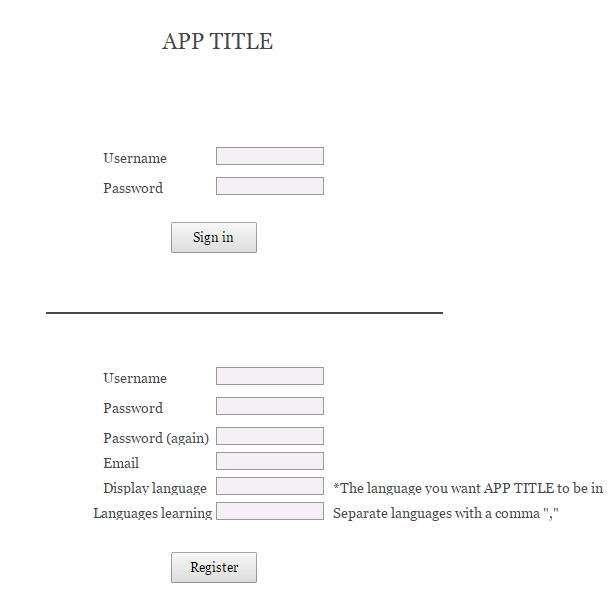 APP TITLE
Username
Password
Sign in
Username
Password
Password (again)
Email
Display language *The language you want APP TITLE to be in
Languages learning Separate languages with a comma ","
Register